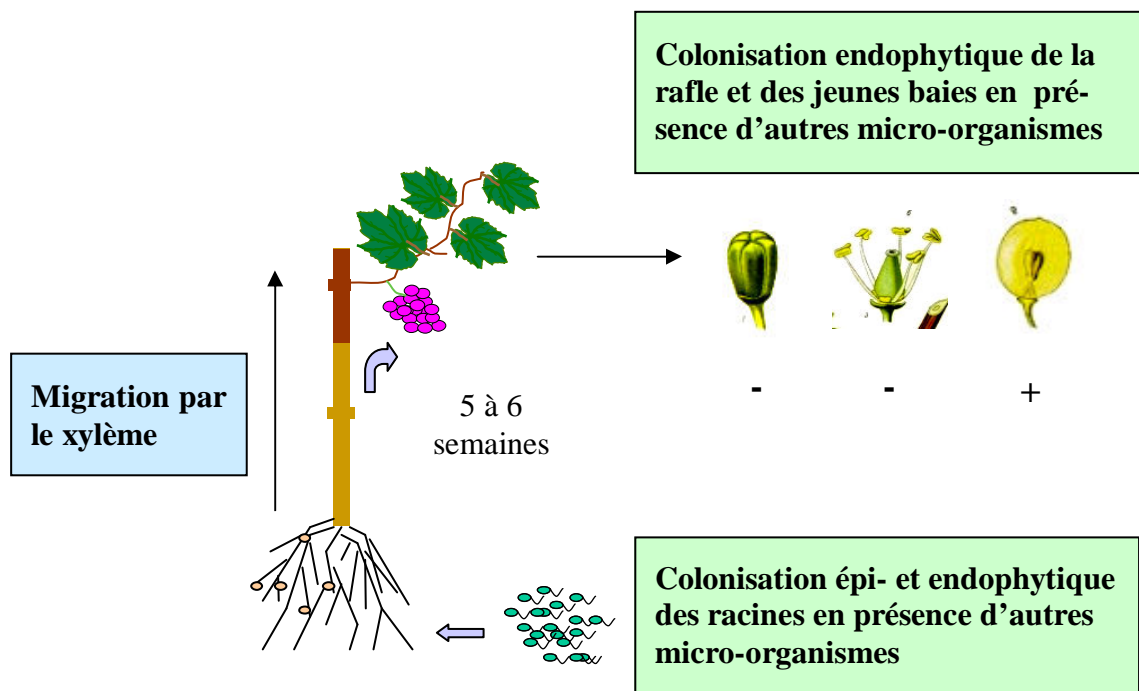 Colonisation endophytique de la
rafle et des jeunes baies en pré-
sence d'autres micro-organismes
Migration par
le xylème
5 à 6
semaines
- - +
Colonisation épi- et endophytique
des racines en présence d'autres
micro-organismes